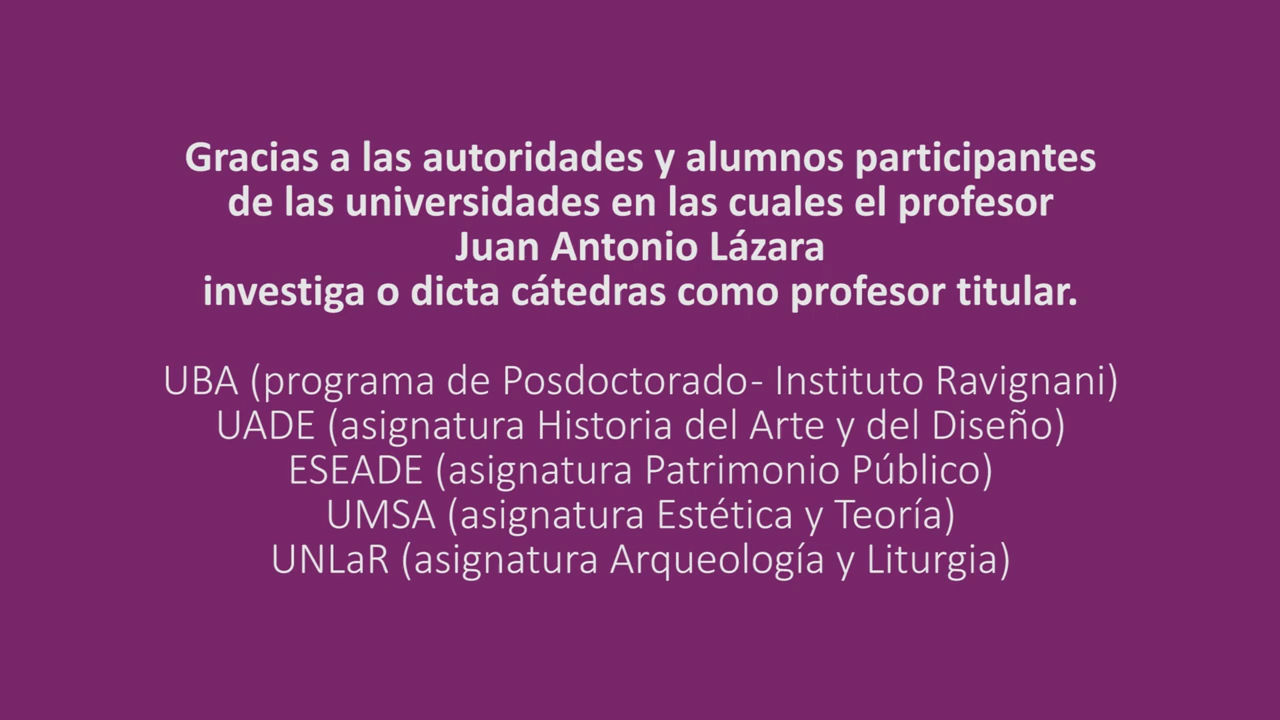 Gracias a las autoridades y alumnos participantes
de las universidades en las cuales el profesor
Juan Antonio Lázara
investiga o dicta cátedras como profesor titular.
UBA (programa de Posdoctorado- Instituto Ravignani)
UADE (asignatura Historia del Arte y del Diseño)
ESEADE (asignatura Patrimonio Público)
UMSA (asignatura Estética y Teoría)
UNLaR (asignatura Arqueología y Liturgia)